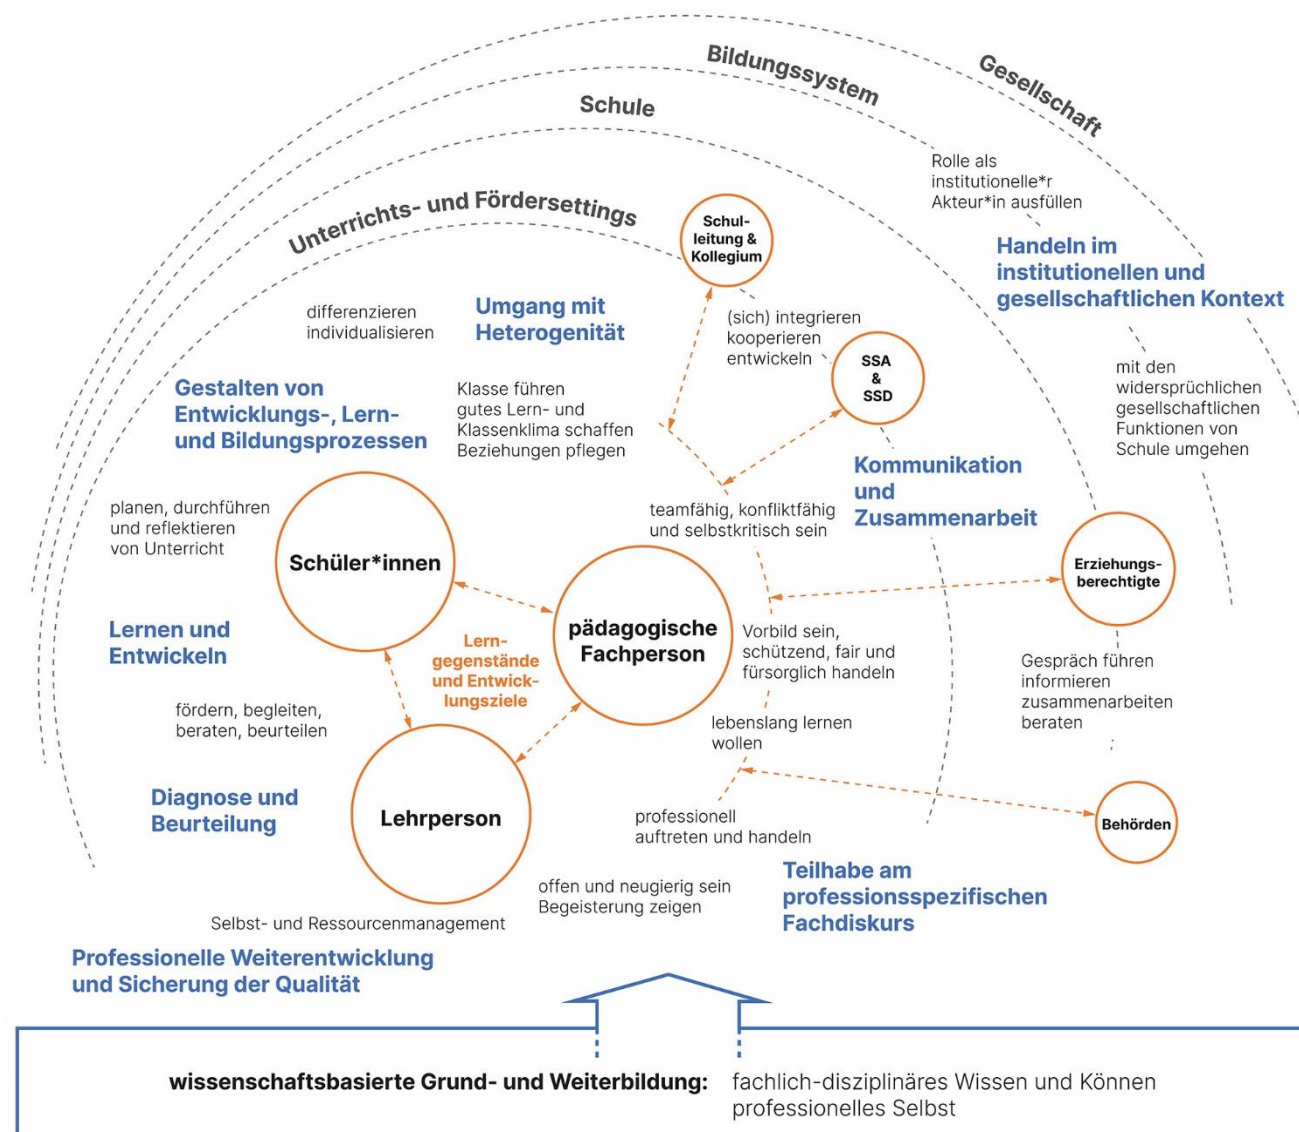 Gesellschaft
Bildungssystem
Schule
Unterrichts- und Fördersettings
Rolle als
institutionelle*r
Akteur*in ausfüllen
Schul-
leitung &
Kollegium
Handeln im
institutionellen und
gesellschaftlichen Kontext
differenzieren
individualisieren
Umgang mit
Heterogenität
(sich) integrieren
kooperieren
entwickeln
SSA
&
SSD
mit den
widersprüchlichen
gesellschaftlichen
Funktionen von
Schule umgehen
Gestalten von
Entwicklungs-, Lern-
und Bildungsprozessen
Klasse führen
gutes Lern- und
Klassenklima schaffen
Beziehungen pflegen
Kommunikation
und
Zusammenarbeit
planen, durchführen
und reflektieren
von Unterricht
teamfähig, konfliktfähig
und selbstkritisch sein
Schüler*innen
Erziehungs-
berechtigte
Lernen und
Entwickeln
Lern-
gegenstände
und Entwick-
lungsziele
pädagogische
Fachperson
Vorbild sein,
schützend, fair und
fürsorglich handeln
Gespräch führen
informieren
zusammenarbeiten
beraten
fördern, begleiten,
beraten, beurteilen
lebenslang lernen
wollen
Diagnose und
Beurteilung
Lehrperson
professionell
auftreten und handeln
Behörden
offen und neugierig sein
Begeisterung zeigen
Teilhabe am
professionsspezifischen
Fachdiskurs
Selbst- und Ressourcenmanagement
Professionelle Weiterentwicklung
und Sicherung der Qualität
wissenschaftsbasierte Grund- und Weiterbildung: fachlich-disziplinäres Wissen und Können
professionelles Selbst